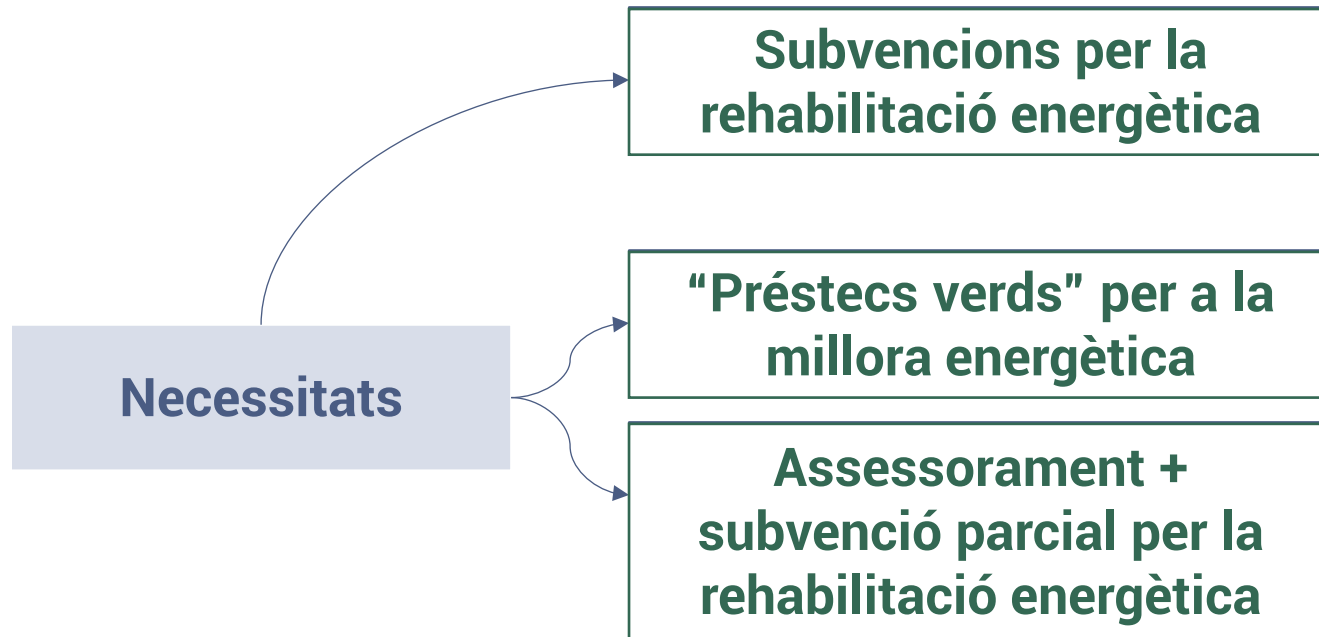 Subvencions per la
rehabilitació energètica
“Préstecs verds” per a la
millora energètica
Necessitats
Assessorament +
subvenció parcial per la
rehabilitació energètica